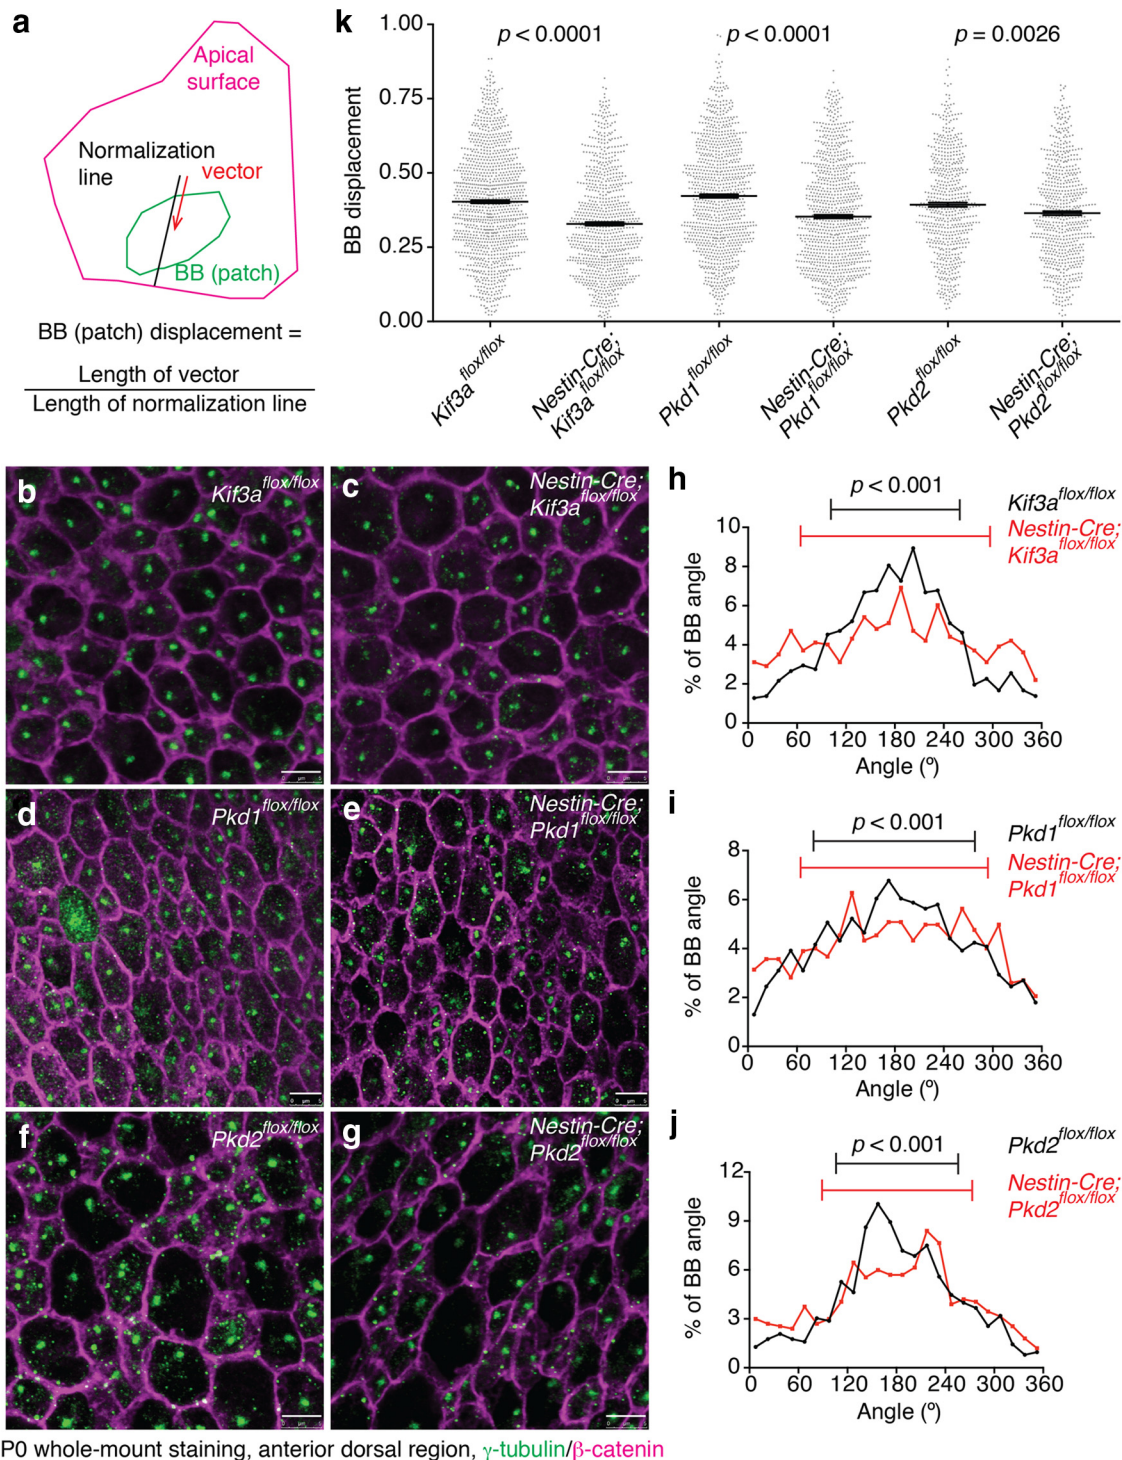 a
Apical
surface
Normalization
line
vector
BB (patch)
BB (patch) displacement =
Length of vector
Length of normalization line
k
1.00
0.75
0.50
0.25
0.00
BB displacement
p < 0.0001
p < 0.0001
p = 0.0026
Kif3a flox/flox
Nestin-Cre;
Kif3a flox/flox
Pkd1 flox/flox
Nestin-Cre;
Pkd1 flox/flox
Pkd2 flox/flox
Nestin-Cre;
Pkd2 flox/flox
b
Kif3a flox/flox
c
Nestin-Cre;
Kif3a flox/flox
d
Pkd1 flox/flox
e
Nestin-Cre;
Pkd1 flox/flox
f
Pkd2 flox/flox
g
Nestin-Cre;
Pkd2 flox/flox
h
p < 0.001
Kif3a flox/flox
Nestin-Cre;
Kif3a flox/flox
% of BB angle
10
8
6
4
2
0
0 60 120 180 240 300 360
Angle (º)
i
p < 0.001
Pkd1 flox/flox
Nestin-Cre;
Pkd1 flox/flox
% of BB angle
8
6
4
2
0
0 60 120 180 240 300 360
Angle (º)
j
p < 0.001
Pkd2 flox/flox
Nestin-Cre;
Pkd2 flox/flox
% of BB angle
12
9
6
3
0
0 60 120 180 240 300 360
Angle (º)
P0 whole-mount staining, anterior dorsal region, γ-tubulin/β-catenin